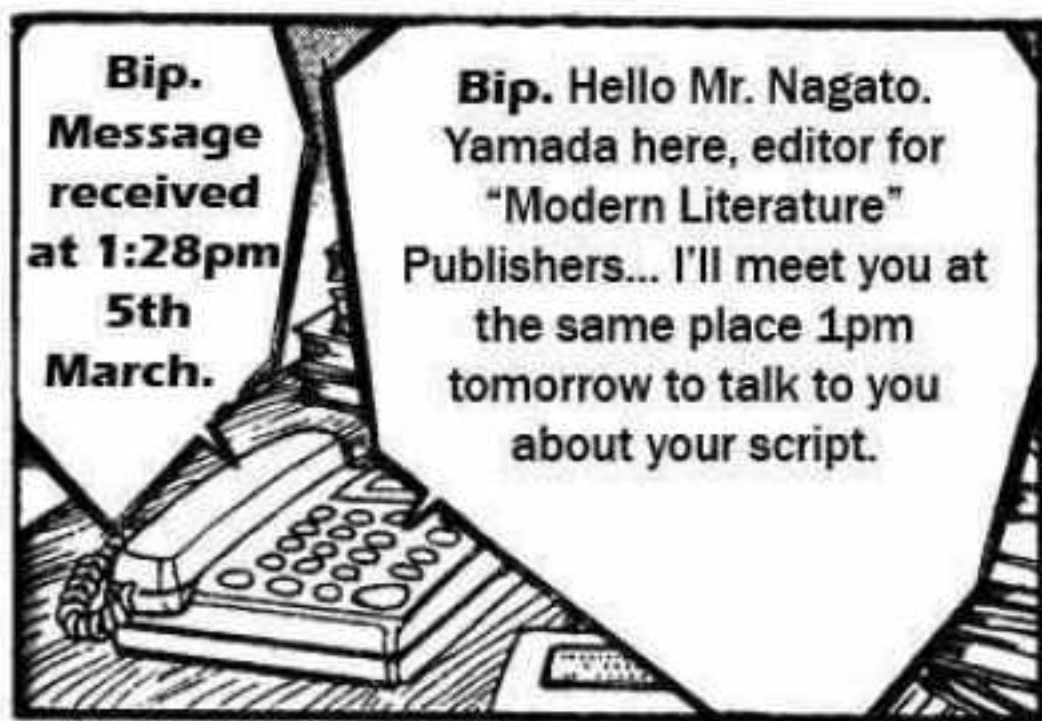 Bip.
Message
received
at 1:28pm
5th
March.
Bip. Hello Mr. Nagato.
Yamada here, editor for
“Modern Literature”
Publishers... I'll meet you at
the same place 1pm
tomorrow to talk to you
about your script.